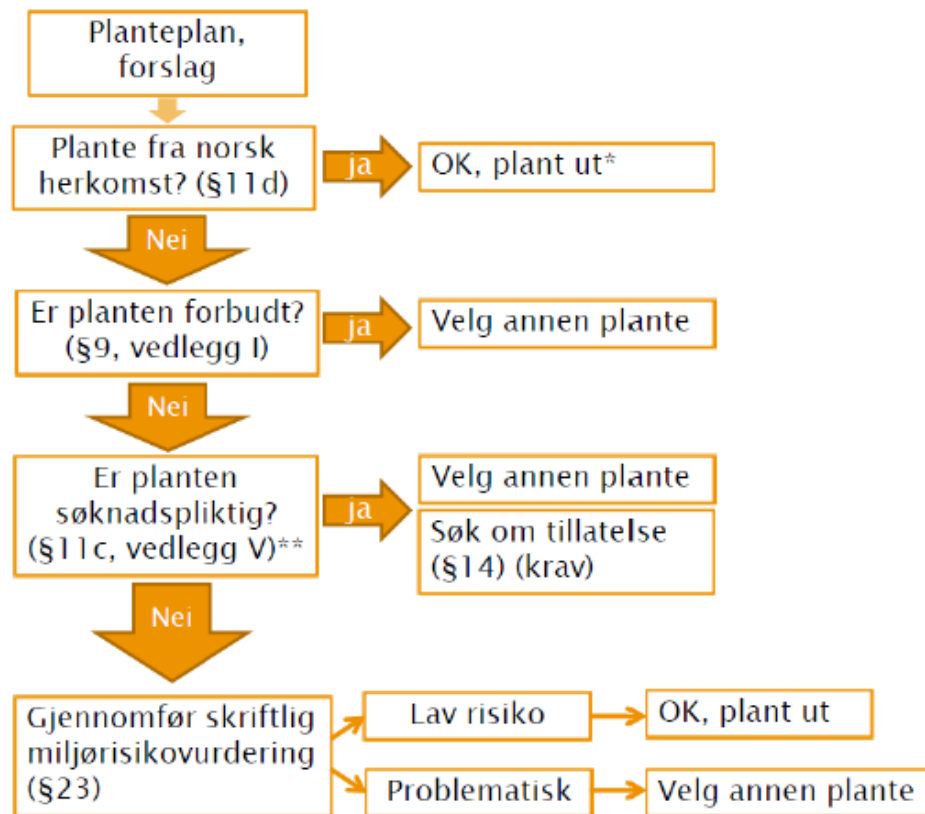 Planteplan,
forslag
Plante fra norsk
herkomst? (§11d)
ja
OK, plant ut*
Nei
Er planten forbudt?
(§9, vedlegg I)
ja
Velg annen plante
Nei
Er planten
søknadspliktig?
(§11c, vedlegg V)**
ja
Velg annen plante
Søk om tillatelse
(§14) (krav)
Nei
Gjennomfør skriftlig
miljørisikovurdering
(§23)
Lav risiko
OK, plant ut
Problematisk
Velg annen plante